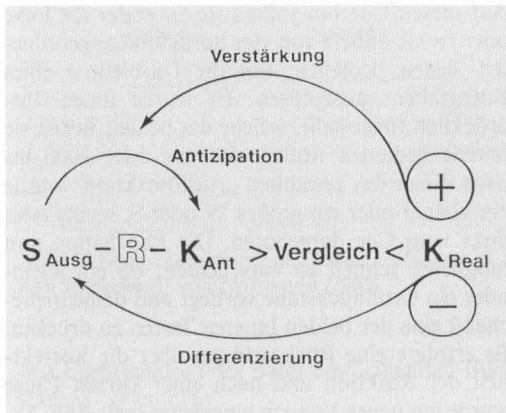 Verstärkung
Antizipation
+
S Ausg - R - K Ant > Vergleich < K Real
−
Differenzierung